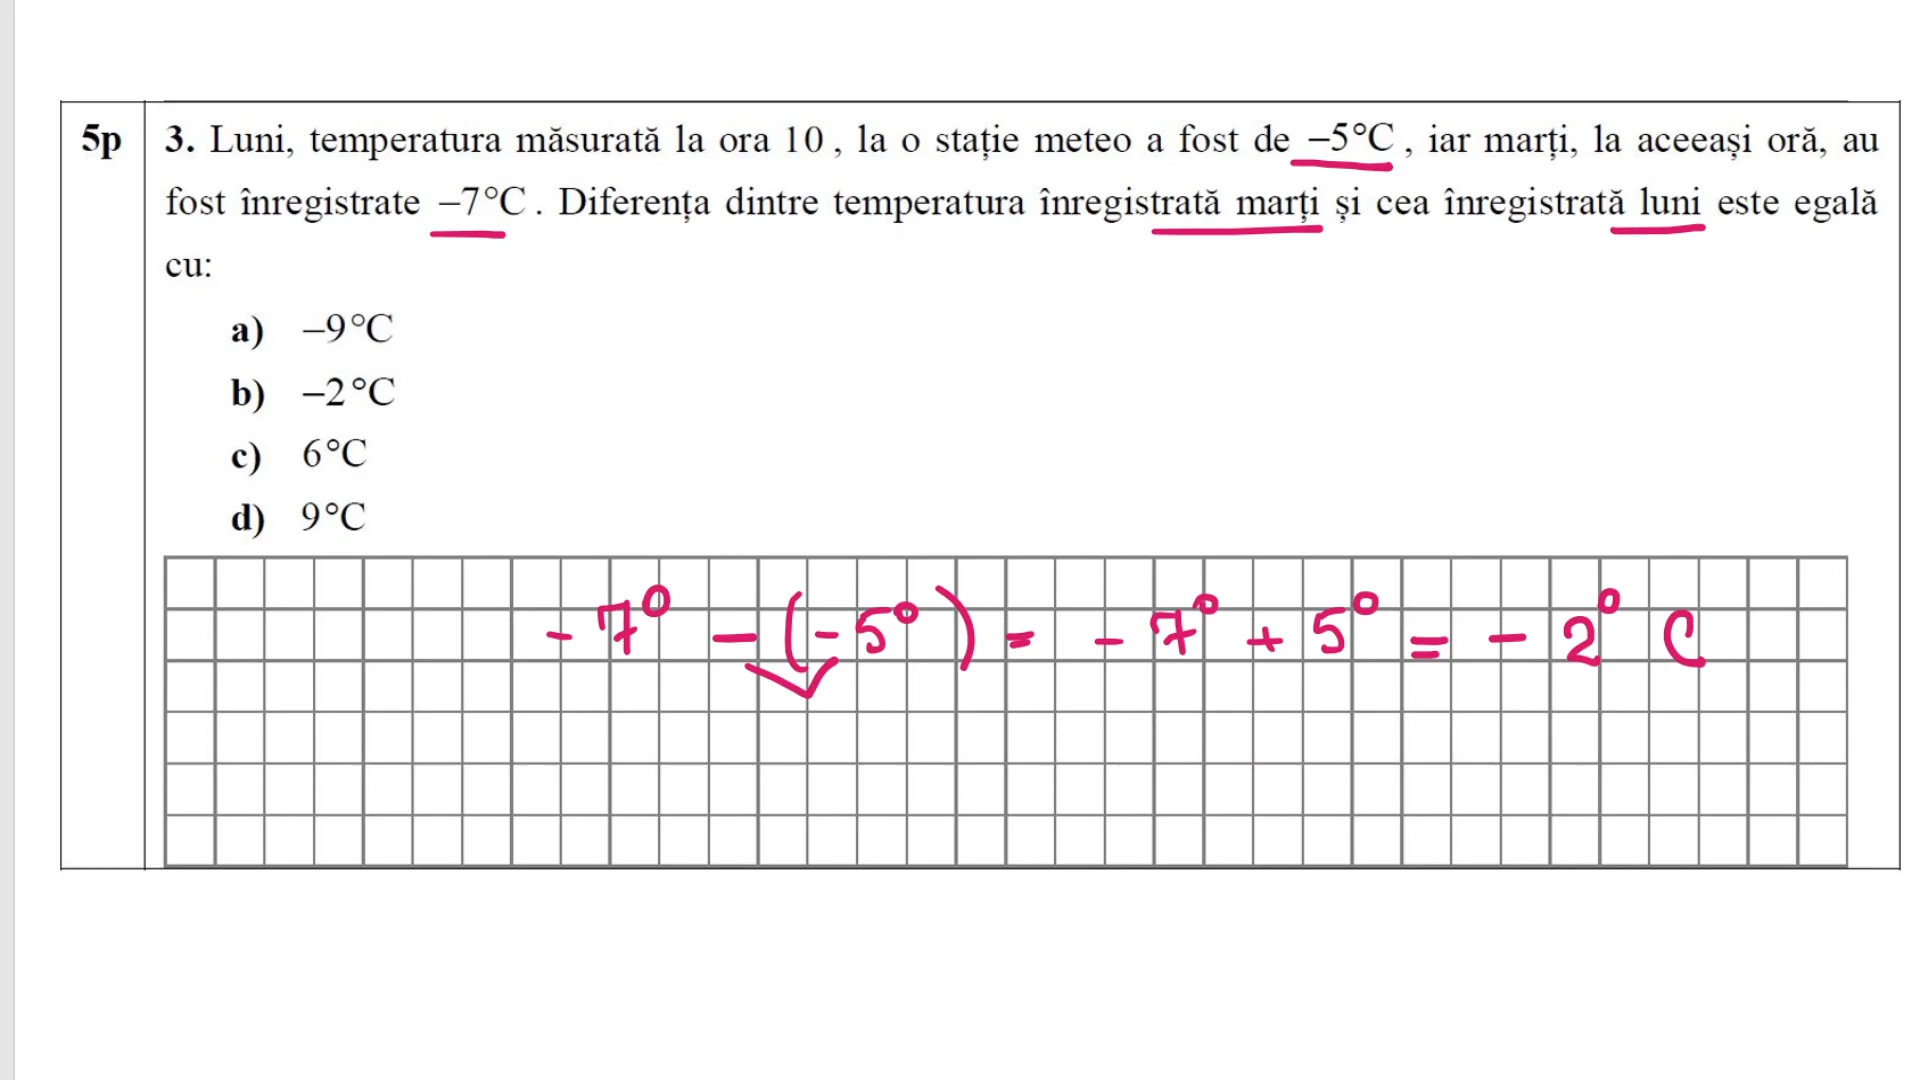 5p
3. Luni, temperatura măsurată la ora 10 , la o stație meteo a fost de −5°C , iar marți, la aceeași oră, au
fost înregistrate −7°C . Diferența dintre temperatura înregistrată marți și cea înregistrată luni este egală
cu:
a) −9°C
b) −2°C
c) 6°C
d) 9°C
- 7° - (- 5°) = - 7° + 5° = - 2° C